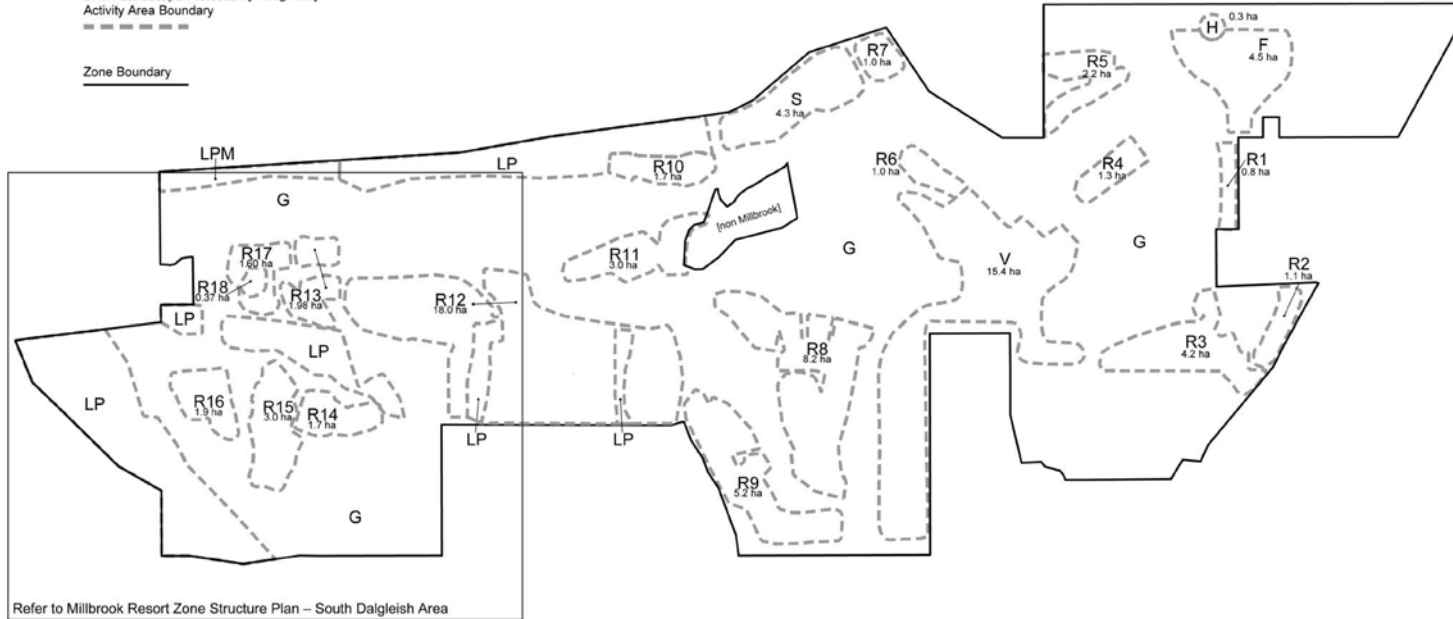 Activity Area Boundary
Zone Boundary
H
0.3 ha
F
4.5 ha
R7
1.0 ha
R5
2.2 ha
S
4.3 ha
LPM
LP
R10
1.7 ha
R6
1.0 ha
R4
1.3 ha
R1
0.8 ha
G
[non Millbrook]
R17
1.60 ha
R11
3.0 ha
G
V
15.4 ha
G
R18
0.37 ha
R13
1.98 ha
R12
18.0 ha
R2
1.1 ha
LP
LP
R8
8.2 ha
R3
4.2 ha
LP
R16
1.9 ha
R15
3.0 ha
R14
1.7 ha
LP
LP
R9
5.2 ha
G
Refer to Millbrook Resort Zone Structure Plan – South Dalgleish Area